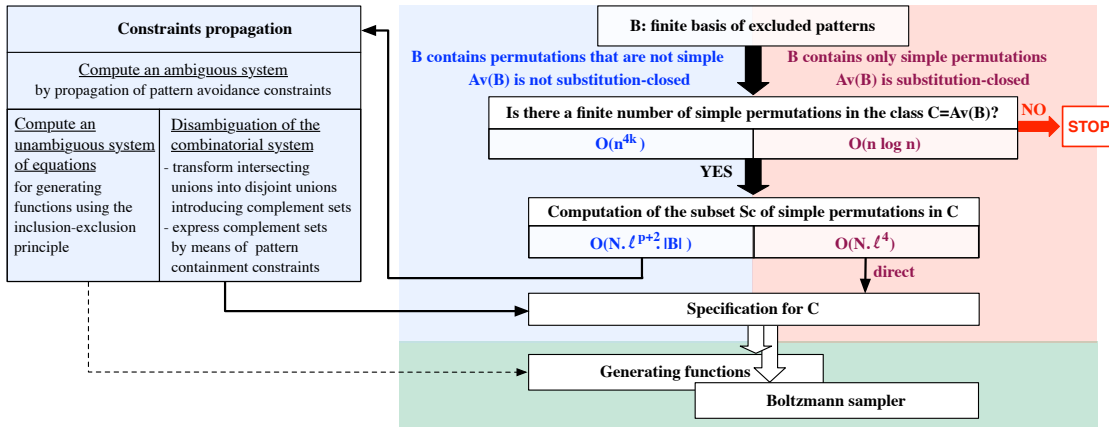 Constraints propagation
Compute an ambiguous system
by propagation of pattern avoidance constraints
Compute an
unambiguous system
of equations
for generating
functions using the
inclusion-exclusion
principle
Disambiguation of the
combinatorial system
- transform intersecting
unions into disjoint unions
introducing complement sets
- express complement sets
by means of pattern
containment constraints
B: finite basis of excluded patterns
B contains permutations that are not simple
Av(B) is not substitution-closed
B contains only simple permutations
Av(B) is substitution-closed
Is there a finite number of simple permutations in the class C=Av(B)?
O(n^{4k})
O(n log n)
NO
STOP
YES
Computation of the subset Sc of simple permutations in C
O(N. ℓ^{p+2}. |B| )
O(N. ℓ^4)
direct
Specification for C
Generating functions
Boltzmann sampler